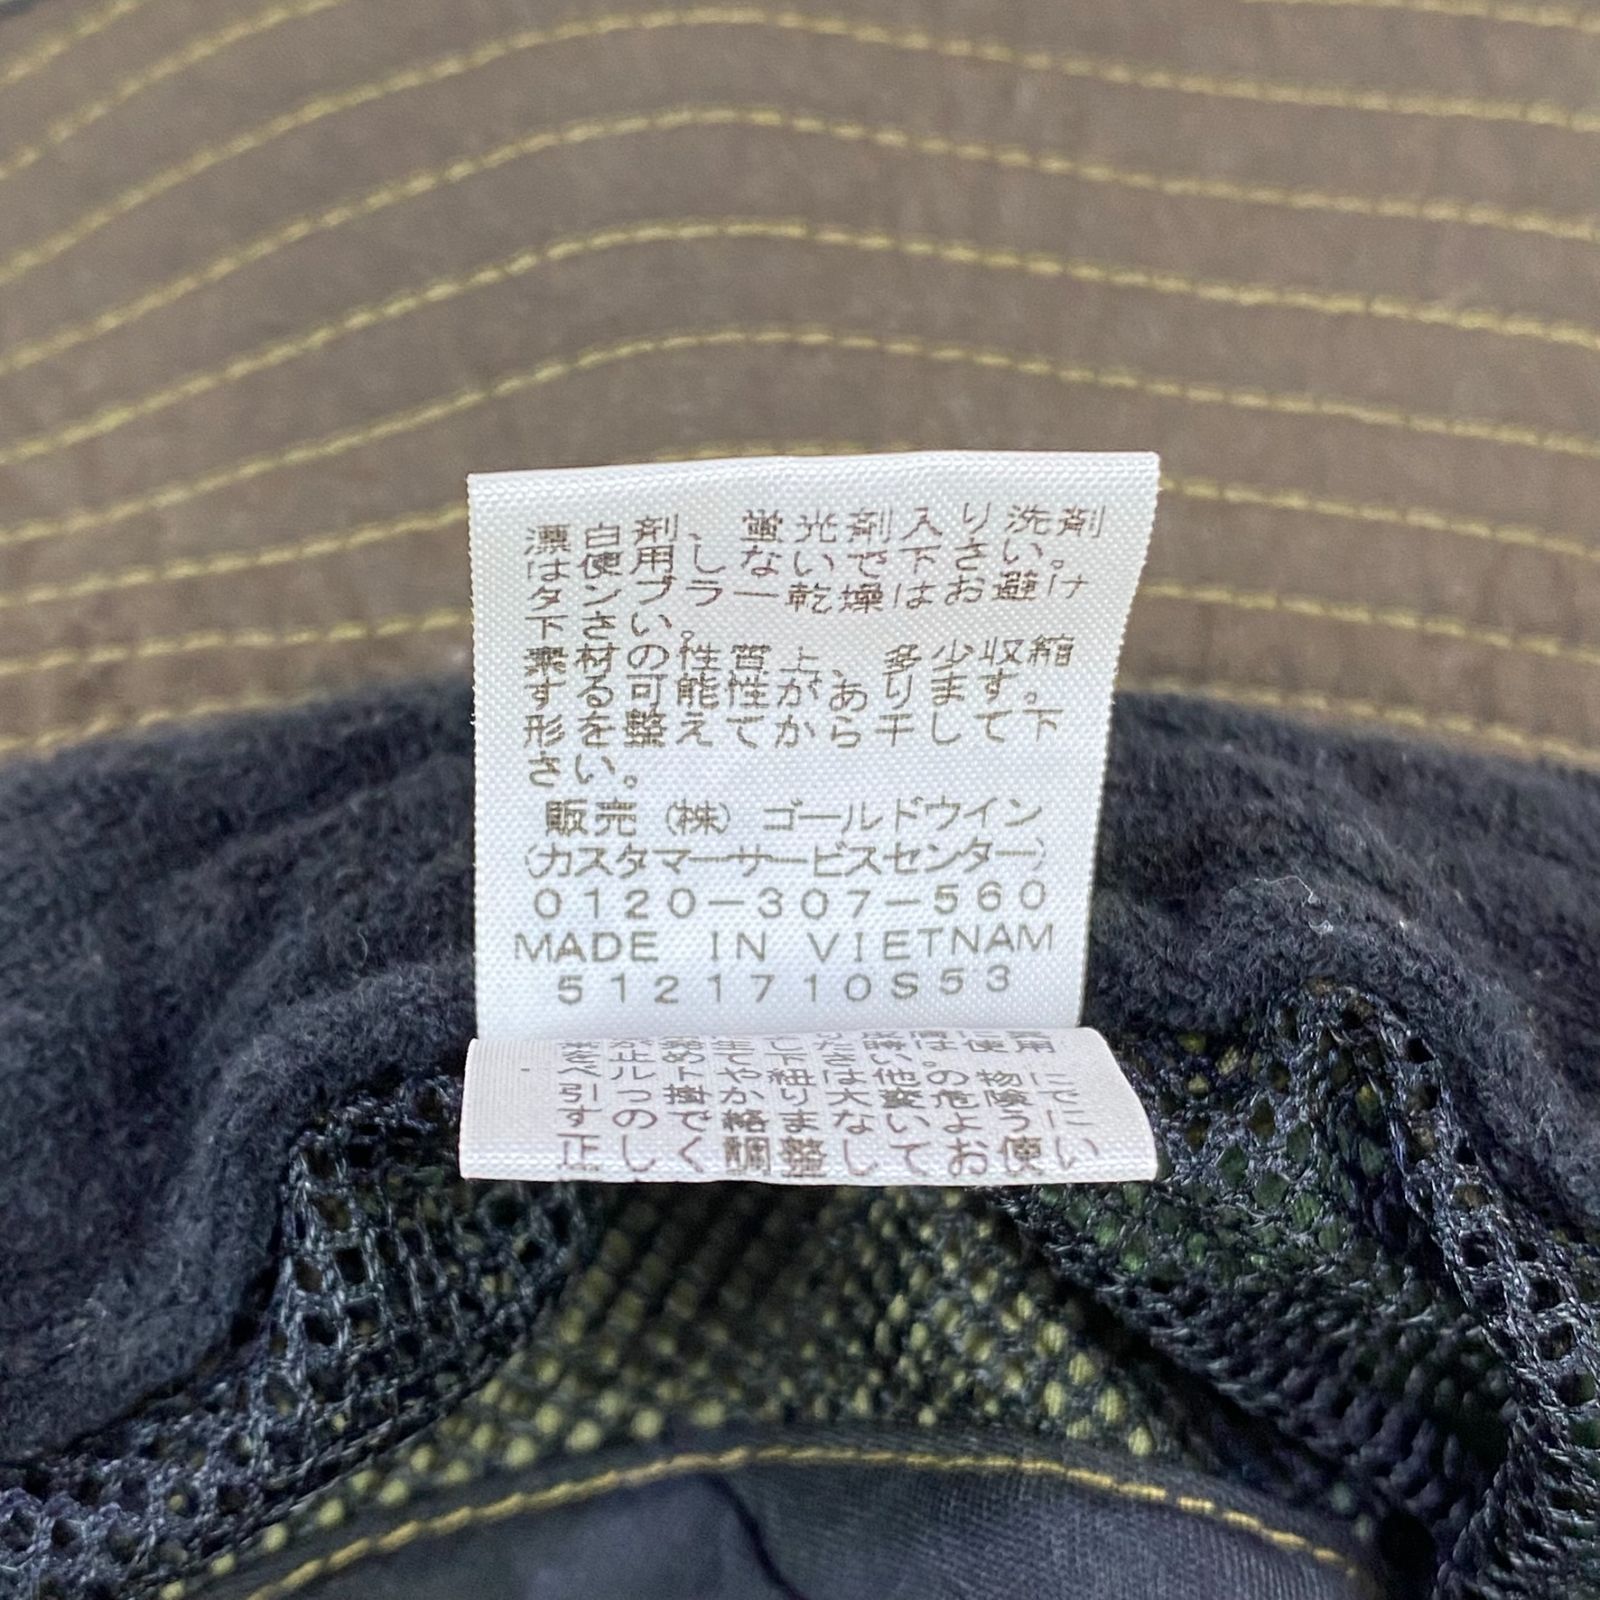 漂白剤、蛍光剤入り洗剤
は使用しないで下さい。
タンブラー乾燥はお避け
下さい。
素材の性質上、多少収縮
する可能性があります。
形を整えてから干して下
さい。
販売（株）ゴールドウイン
（カスタマーサービスセンター）
0120-307-560
MADE IN VIETNAM
5121710S53
を止めて下さい。使用
ベルトや紐は他の物に
引っ掛かり大変危険で
すので絡まないように
正しく調整してお使い